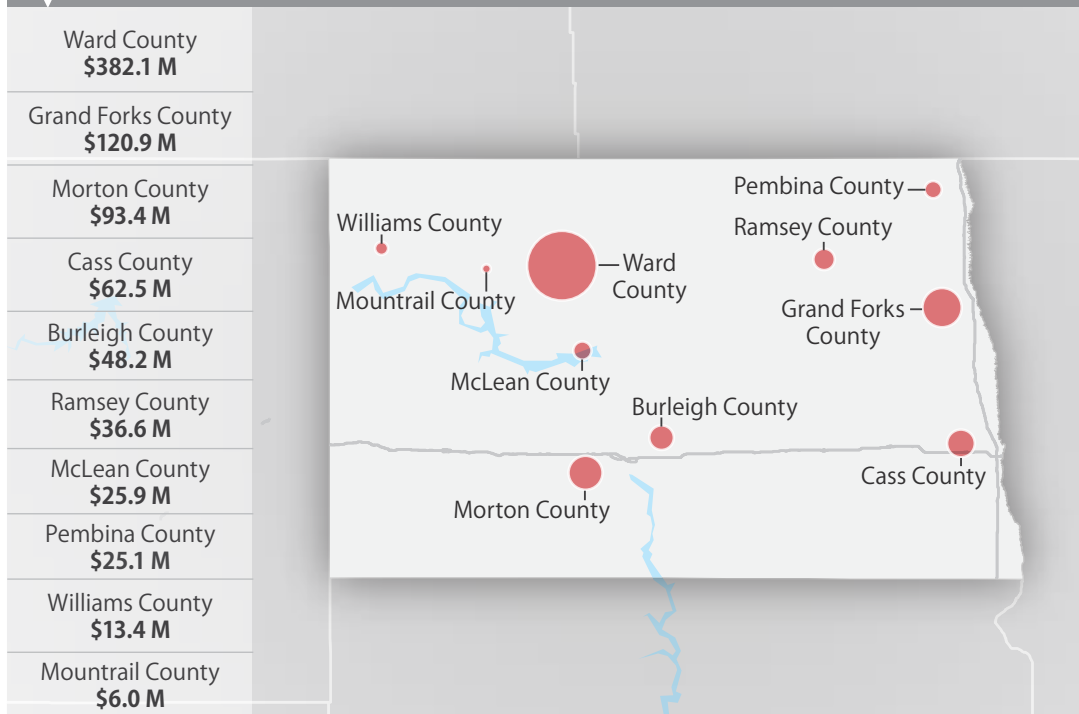 Ward County
$382.1 M
Grand Forks County
$120.9 M
Morton County
$93.4 M
Cass County
$62.5 M
Burleigh County
$48.2 M
Ramsey County
$36.6 M
McLean County
$25.9 M
Pembina County
$25.1 M
Williams County
$13.4 M
Mountrail County
$6.0 M
Pembina County
Williams County
Ramsey County
Ward
County
Mountrail County
Grand Forks
County
McLean County
Burleigh County
Cass County
Morton County